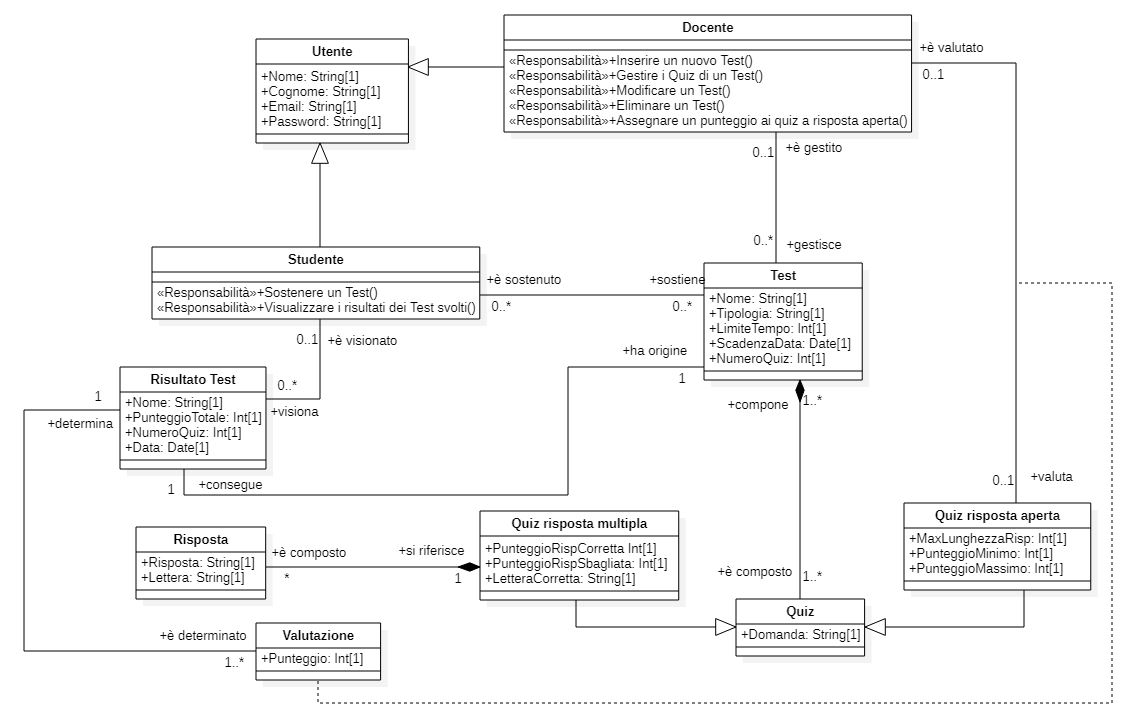 Docente
«Responsabilità»+Inserire un nuovo Test()
«Responsabilità»+Gestire i Quiz di un Test()
«Responsabilità»+Modificare un Test()
«Responsabilità»+Eliminare un Test()
«Responsabilità»+Assegnare un punteggio ai quiz a risposta aperta()
Utente
+Nome: String[1]
+Cognome: String[1]
+Email: String[1]
+Password: String[1]
+è valutato
0..1
0..1
+è gestito
0..*
+gestisce
Studente
«Responsabilità»+Sostenere un Test()
«Responsabilità»+Visualizzare i risultati dei Test svolti()
+è sostenuto
0..*
+sostiene
0..*
Test
+Nome: String[1]
+Tipologia: String[1]
+LimiteTempo: Int[1]
+ScadenzaData: Date[1]
+NumeroQuiz: Int[1]
0..1
+è visionato
+ha origine
1
0..*
+visiona
Risultato Test
+Nome: String[1]
+PunteggioTotale: Int[1]
+NumeroQuiz: Int[1]
+Data: Date[1]
1
+determina
+compone
1..*
1
+consegue
0..1
+valuta
Quiz risposta multipla
+PunteggioRispCorretta Int[1]
+PunteggioRispSbagliata: Int[1]
+LetteraCorretta: String[1]
Quiz risposta aperta
+MaxLunghezzaRisp: Int[1]
+PunteggioMinimo: Int[1]
+PunteggioMassimo: Int[1]
Risposta
+Risposta: String[1]
+Lettera: String[1]
+è composto
*
+si riferisce
1
+è composto
1..*
Quiz
+Domanda: String[1]
+è determinato
1..*
Valutazione
+Punteggio: Int[1]